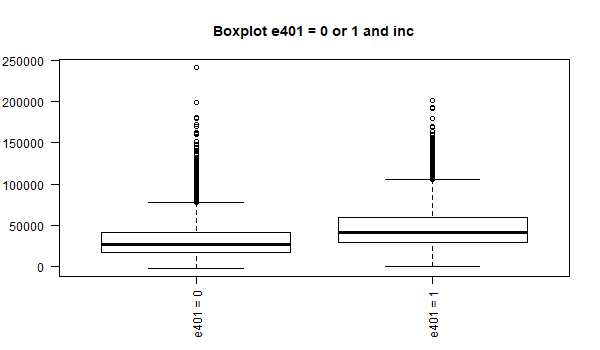 Boxplot e401 = 0 or 1 and inc
250000
200000
150000
100000
50000
0
e401 = 0
e401 = 1